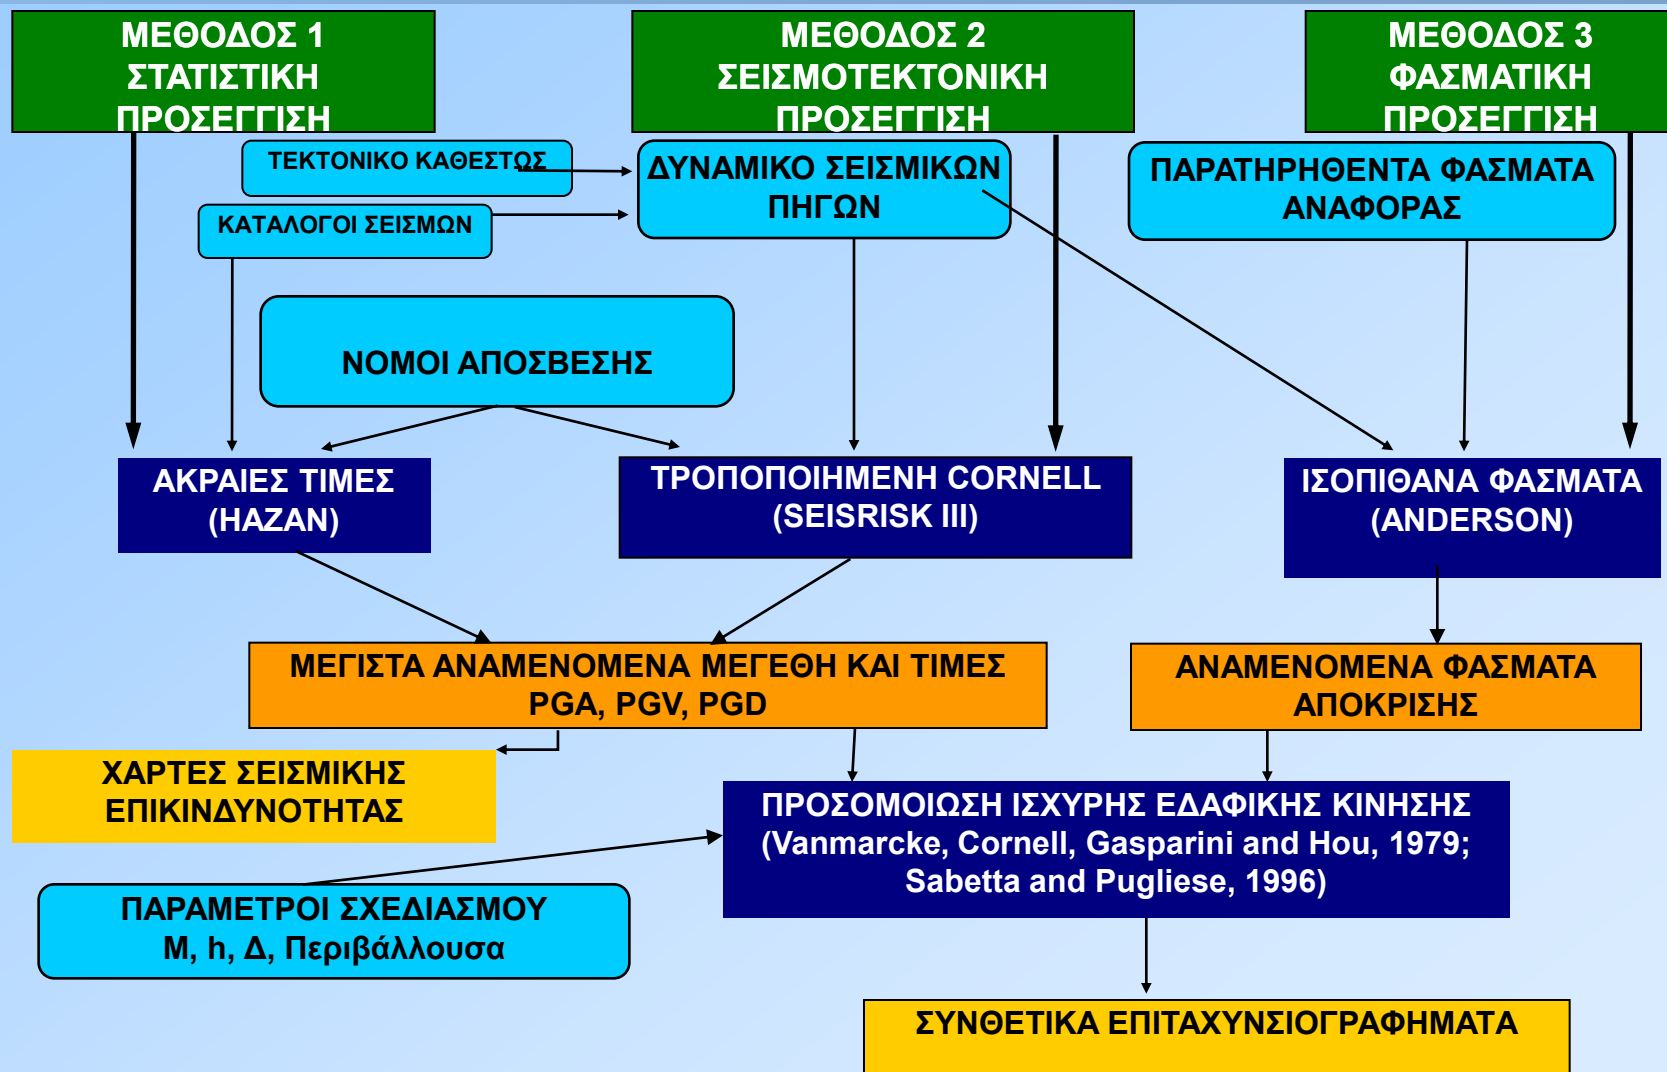 ΜΕΘΟΔΟΣ 1
ΣΤΑΤΙΣΤΙΚΗ
ΠΡΟΣΕΓΓΙΣΗ
ΜΕΘΟΔΟΣ 2
ΣΕΙΣΜΟΤΕΚΤΟΝΙΚΗ
ΠΡΟΣΕΓΓΙΣΗ
ΜΕΘΟΔΟΣ 3
ΦΑΣΜΑΤΙΚΗ
ΠΡΟΣΕΓΓΙΣΗ
ΤΕΚΤΟΝΙΚΟ ΚΑΘΕΣΤΩΣ
ΔΥΝΑΜΙΚΟ ΣΕΙΣΜΙΚΩΝ
ΠΗΓΩΝ
ΠΑΡΑΤΗΡΗΘΕΝΤΑ ΦΑΣΜΑΤΑ
ΑΝΑΦΟΡΑΣ
ΚΑΤΑΛΟΓΟΙ ΣΕΙΣΜΩΝ
ΝΟΜΟΙ ΑΠΟΣΒΕΣΗΣ
ΑΚΡΑΙΕΣ ΤΙΜΕΣ
(HAZAN)
ΤΡΟΠΟΠΟΙΗΜΕΝΗ CORNELL
(SEISRISK III)
ΙΣΟΠΙΘΑΝΑ ΦΑΣΜΑΤΑ
(ANDERSON)
ΜΕΓΙΣΤΑ ΑΝΑΜΕΝΟΜΕΝΑ ΜΕΓΕΘΗ ΚΑΙ ΤΙΜΕΣ
PGA, PGV, PGD
ΑΝΑΜΕΝΟΜΕΝΑ ΦΑΣΜΑΤΑ
ΑΠΟΚΡΙΣΗΣ
ΧΑΡΤΕΣ ΣΕΙΣΜΙΚΗΣ
ΕΠΙΚΙΝΔΥΝΟΤΗΤΑΣ
ΠΡΟΣΟΜΟΙΩΣΗ ΙΣΧΥΡΗΣ ΕΔΑΦΙΚΗΣ ΚΙΝΗΣΗΣ
(Vanmarcke, Cornell, Gasparini and Hou, 1979;
Sabetta and Pugliese, 1996)
ΠΑΡΑΜΕΤΡΟΙ ΣΧΕΔΙΑΣΜΟΥ
M, h, Δ, Περιβάλλουσα
ΣΥΝΘΕΤΙΚΑ ΕΠΙΤΑΧΥΝΣΙΟΓΡΑΦΗΜΑΤΑ